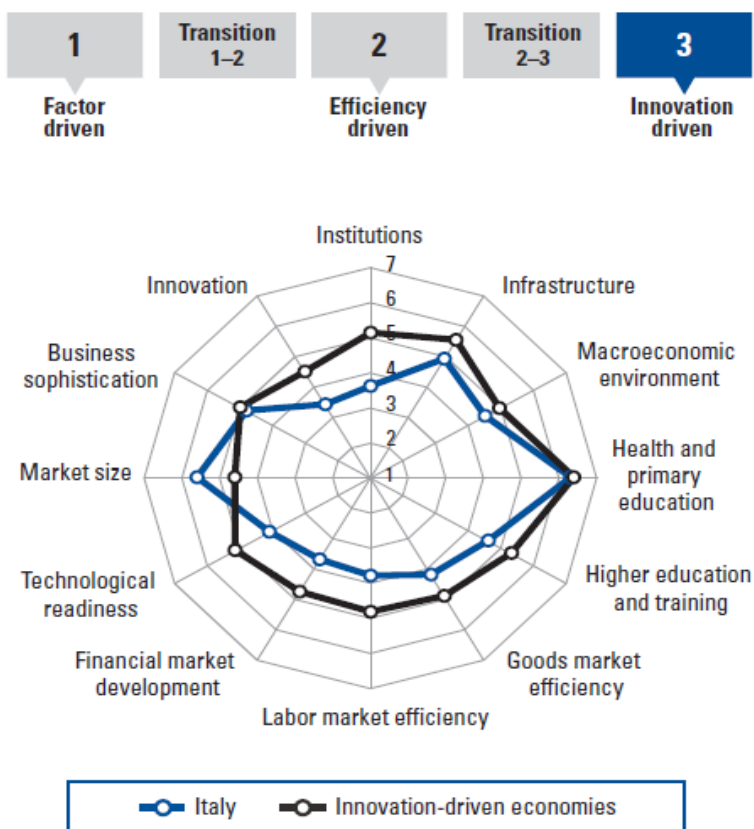 1
Transition
1–2
2
Transition
2–3
3
Factor
driven
Efficiency
driven
Innovation
driven
Institutions
Innovation
Infrastructure
Business
sophistication
Macroeconomic
environment
Market size
Health and
primary
education
Technological
readiness
Higher education
and training
Financial market
development
Goods market
efficiency
Labor market efficiency
7
6
5
4
3
2
1
Italy
Innovation-driven economies